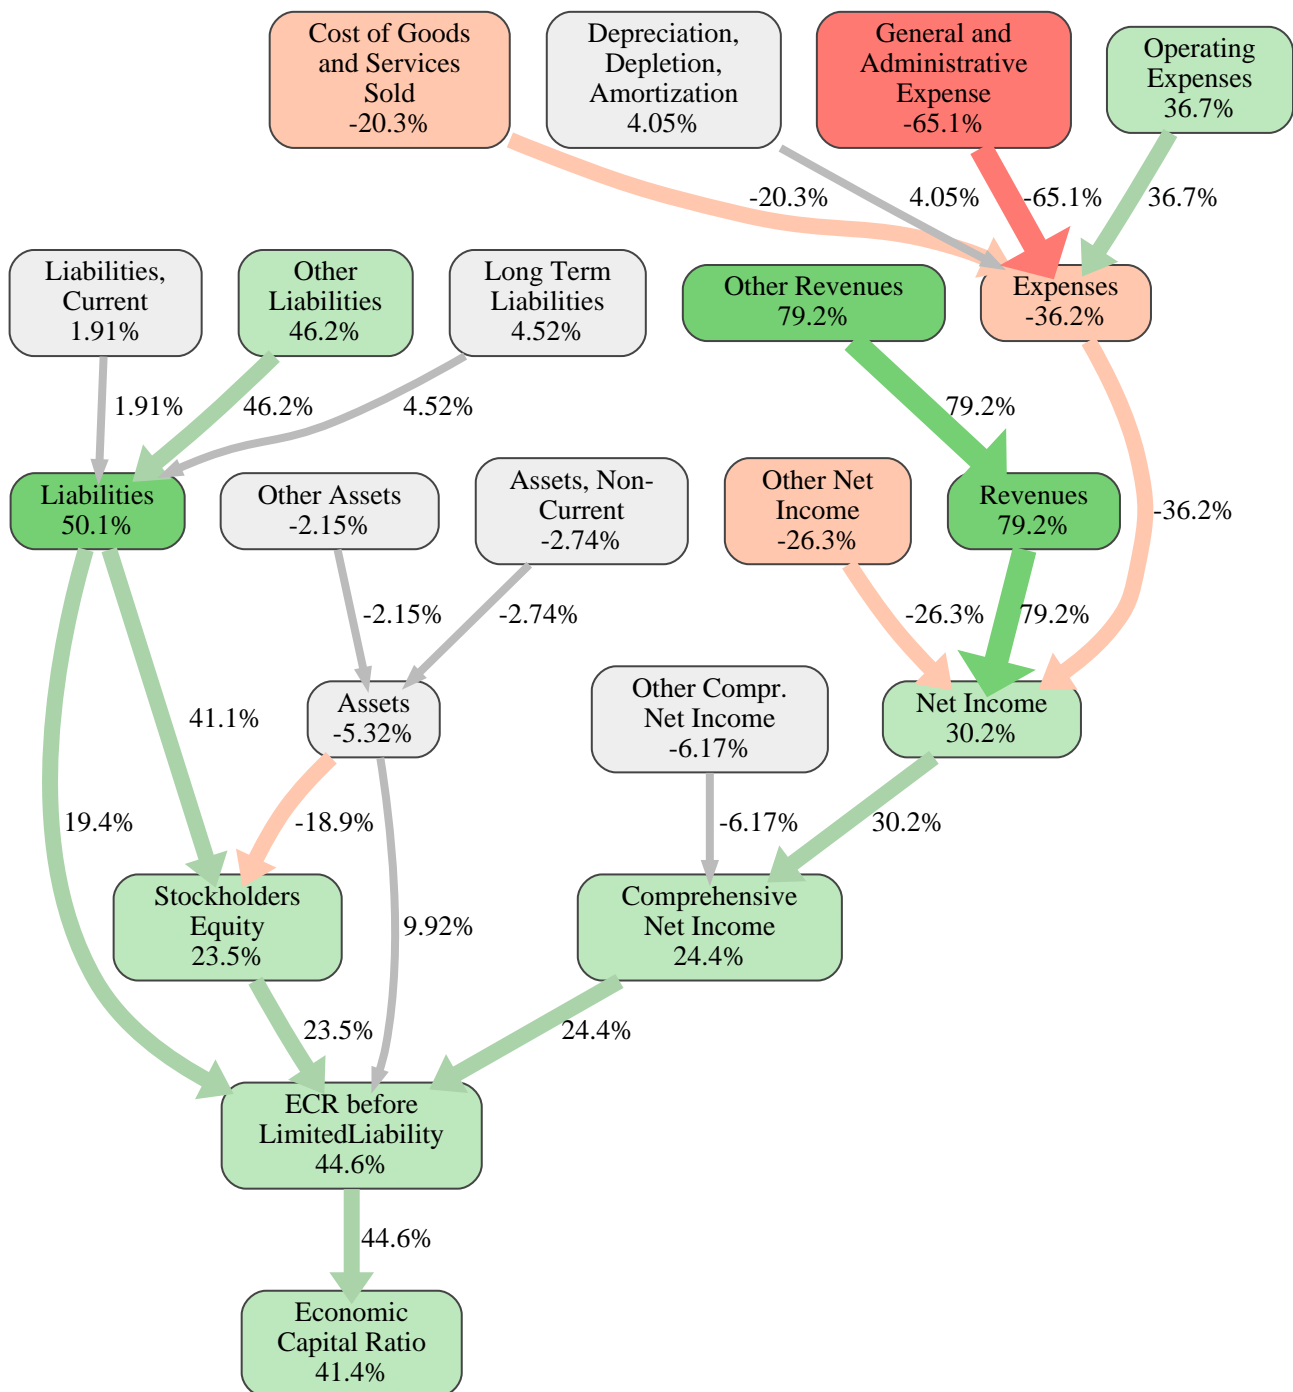 Cost of Goods
and Services
Sold
-20.3%
Depreciation,
Depletion,
Amortization
4.05%
General and
Administrative
Expense
-65.1%
Operating
Expenses
36.7%
-20.3%
4.05%
-65.1%
36.7%
Liabilities,
Current
1.91%
Other
Liabilities
46.2%
Long Term
Liabilities
4.52%
Other Revenues
79.2%
Expenses
-36.2%
1.91%
46.2%
4.52%
79.2%
Liabilities
50.1%
Other Assets
-2.15%
Assets, Non-
Current
-2.74%
Other Net
Income
-26.3%
Revenues
79.2%
-36.2%
-2.15%
-2.74%
-26.3%
79.2%
41.1%
Assets
-5.32%
Other Compr.
Net Income
-6.17%
Net Income
30.2%
19.4%
-18.9%
-6.17%
30.2%
Stockholders
Equity
23.5%
9.92%
Comprehensive
Net Income
24.4%
23.5%
24.4%
ECR before
LimitedLiability
44.6%
44.6%
Economic
Capital Ratio
41.4%